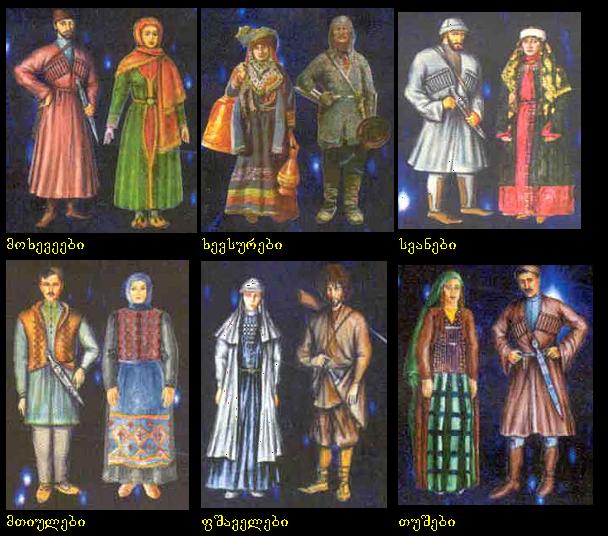 მოხევეები
ხევსურები
სვანები
მთიულები
ფშაველები
თუშები